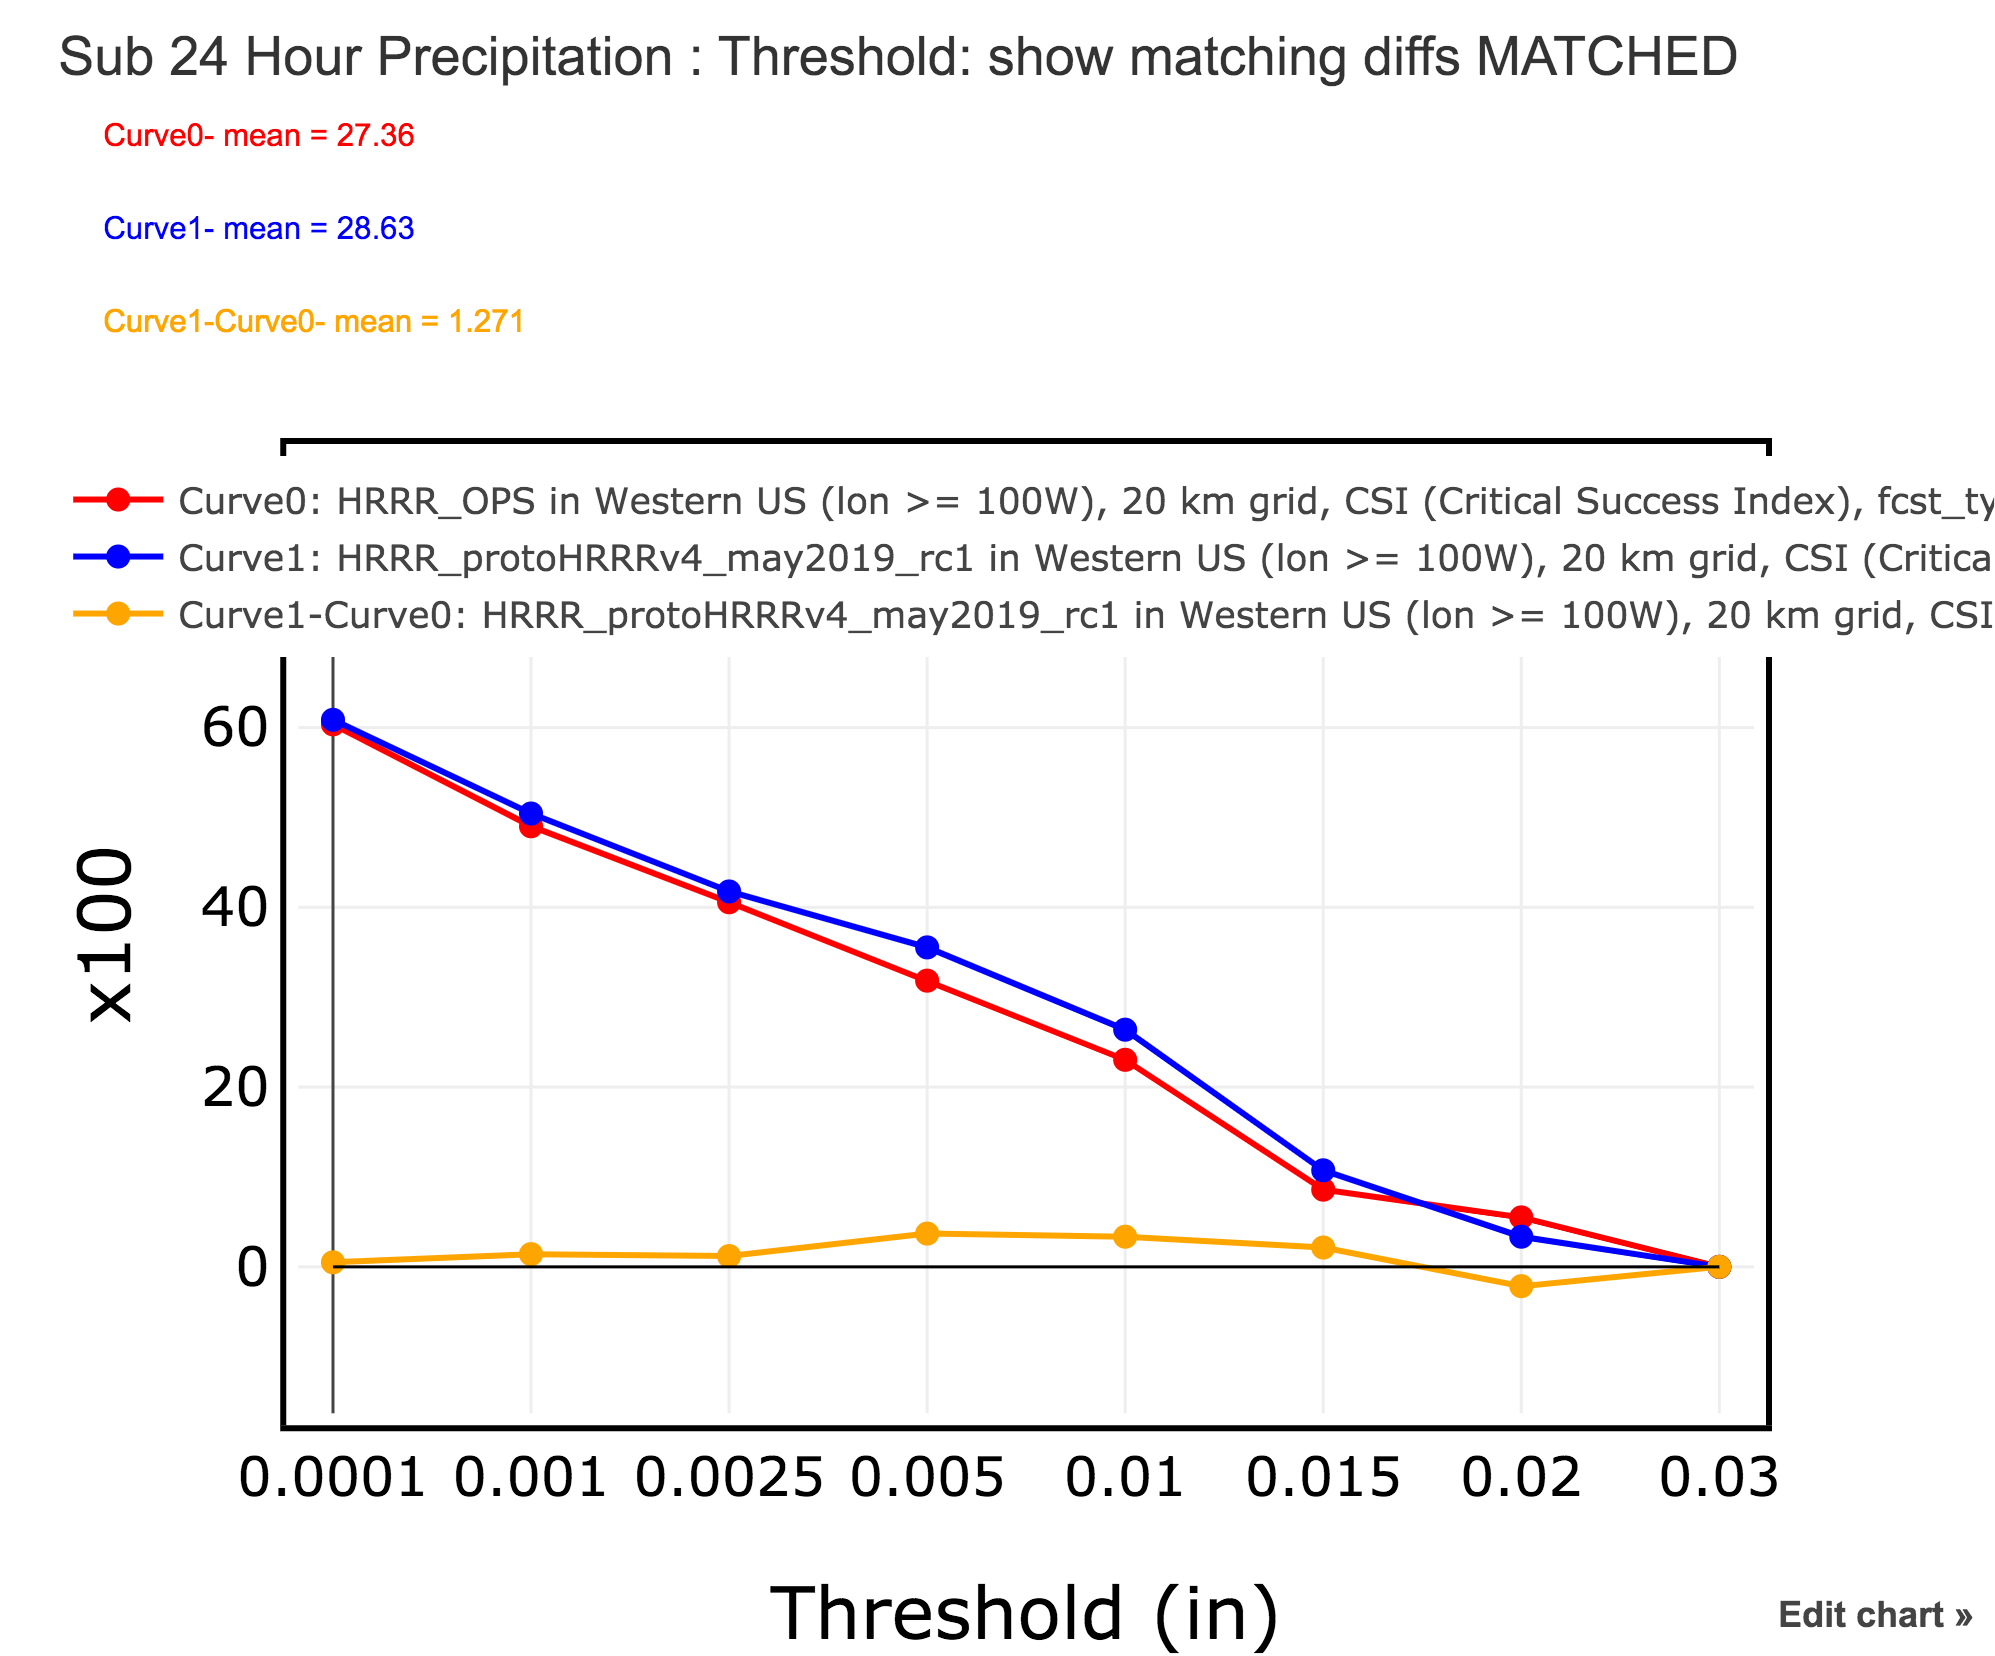 Sub 24 Hour Precipitation : Threshold: show matching diffs MATCHED
Curve0- mean = 27.36
Curve1- mean = 28.63
Curve1-Curve0- mean = 1.271
Curve0: HRRR_OPS in Western US (lon >= 100W), 20 km grid, CSI (Critical Success Index), fcst_ty
Curve1: HRRR_protoHRRRv4_may2019_rc1 in Western US (lon >= 100W), 20 km grid, CSI (Critica
Curve1-Curve0: HRRR_protoHRRRv4_may2019_rc1 in Western US (lon >= 100W), 20 km grid, CSI
60
40
20
0
x100
0.0001 0.001 0.0025 0.005 0.01 0.015 0.02 0.03
Threshold (in)
Edit chart »